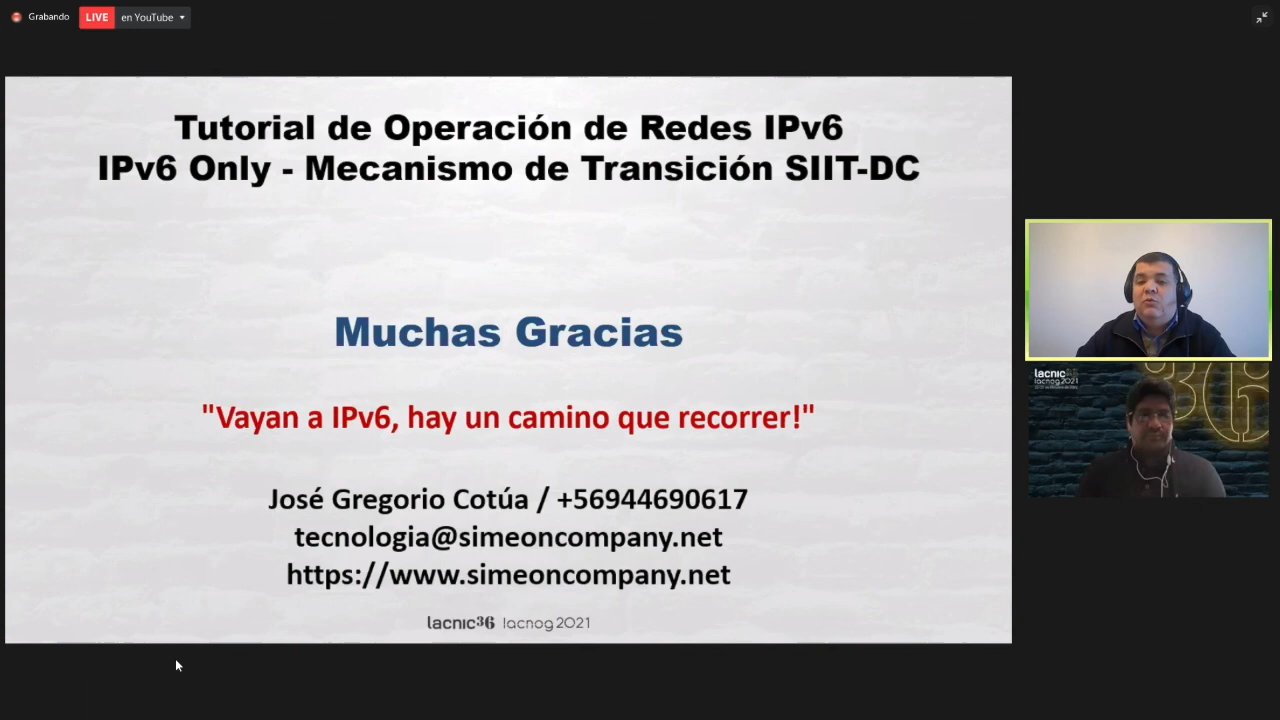 Grabando
LIVE en YouTube
Tutorial de Operación de Redes IPv6
IPv6 Only - Mecanismo de Transición SIIT-DC
Muchas Gracias
"Vayan a IPv6, hay un camino que recorrer!"
José Gregorio Cotúa / +56944690617
tecnologia@simeoncompany.net
https://www.simeoncompany.net
lacnic36 lacnog2021
lacnic
lacnog2021
36